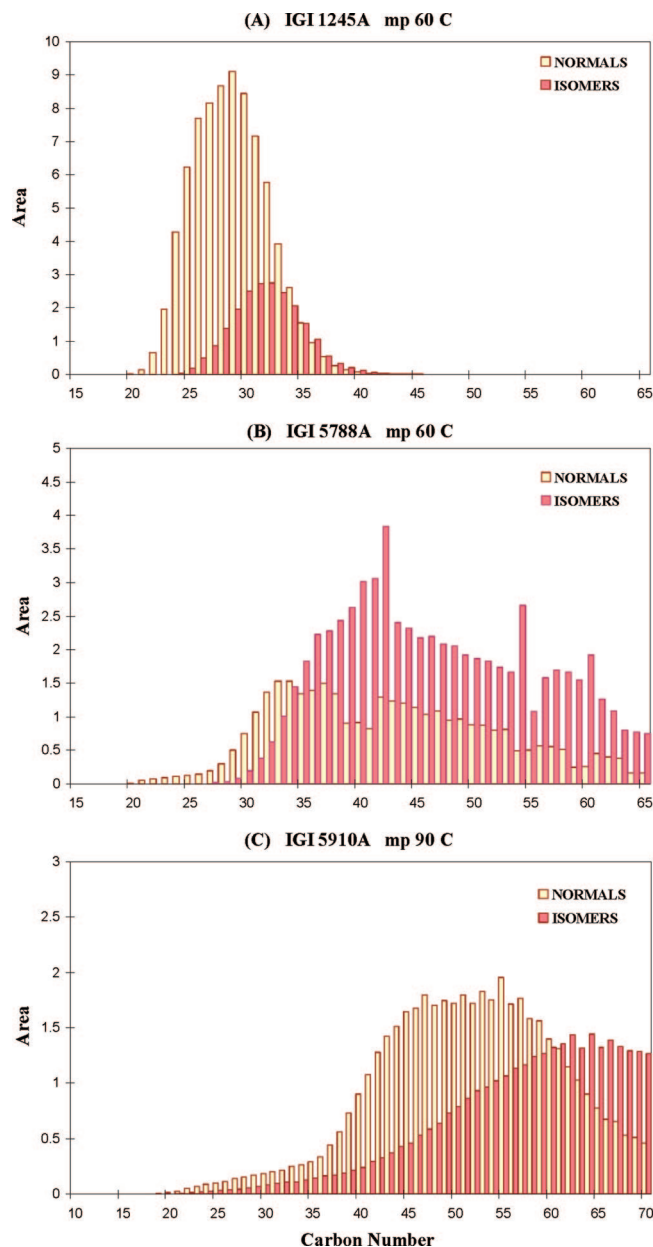 (A) IGI 1245A mp 60 C
10
9
8
7
6
5
4
3
2
1
0
Area
NORMALS
ISOMERS
15 20 25 30 35 40 45 50 55 60 65
(B) IGI 5788A mp 60 C
5
4.5
4
3.5
3
2.5
2
1.5
1
0.5
0
Area
NORMALS
ISOMERS
15 20 25 30 35 40 45 50 55 60 65
(C) IGI 5910A mp 90 C
3
2.5
2
1.5
1
0.5
0
Area
NORMALS
ISOMERS
10 15 20 25 30 35 40 45 50 55 60 65 70
Carbon Number